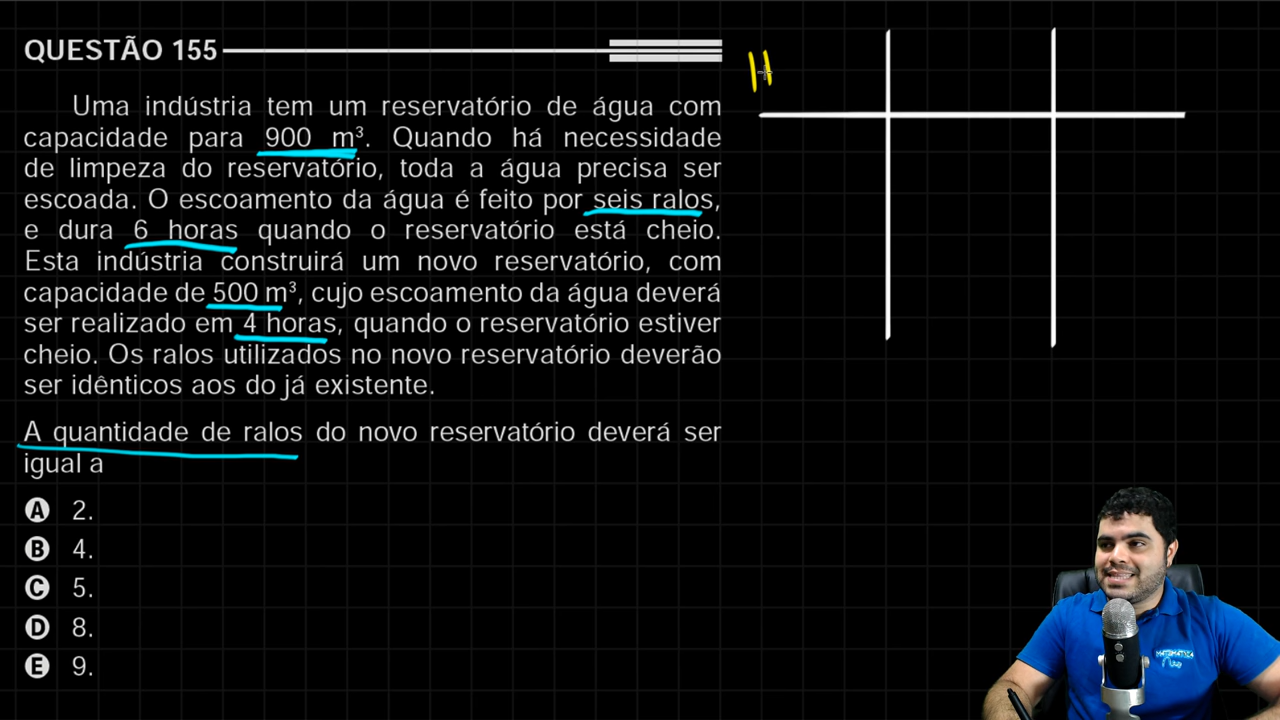 QUESTÃO 155
H
Uma indústria tem um reservatório de água com
capacidade para 900 m³. Quando há necessidade
de limpeza do reservatório, toda a água precisa ser
escoada. O escoamento da água é feito por seis ralos,
e dura 6 horas quando o reservatório está cheio.
Esta indústria construirá um novo reservatório, com
capacidade de 500 m³, cujo escoamento da água deverá
ser realizado em 4 horas, quando o reservatório estiver
cheio. Os ralos utilizados no novo reservatório deverão
ser idênticos aos do já existente.
A quantidade de ralos do novo reservatório deverá ser
igual a
A 2.
B 4.
C 5.
D 8.
E 9.